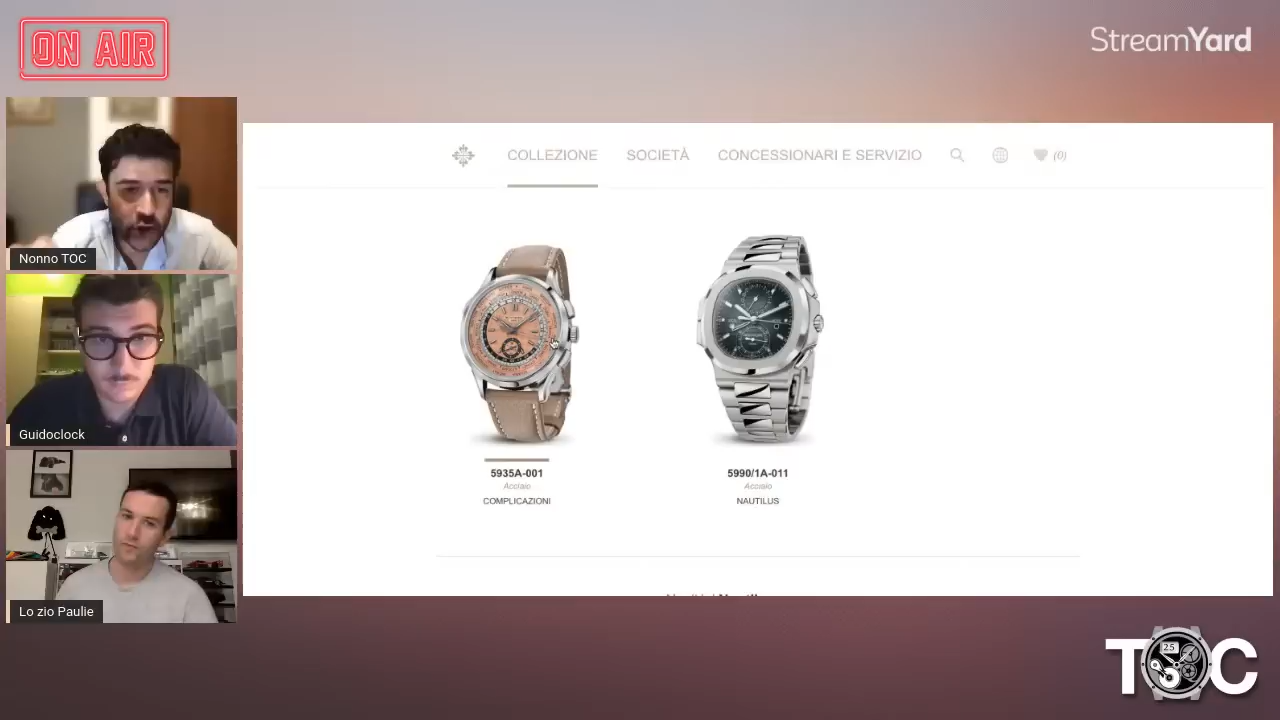 ON AIR
StreamYard
COLLEZIONE SOCIETÀ CONCESSIONARI E SERVIZIO (0)
Nonno TOC
Guidoclock
Lo zio Paulie
5935A-001
Acciaio
COMPLICAZIONI
5990/1A-011
Acciaio
NAUTILUS
TOC
25